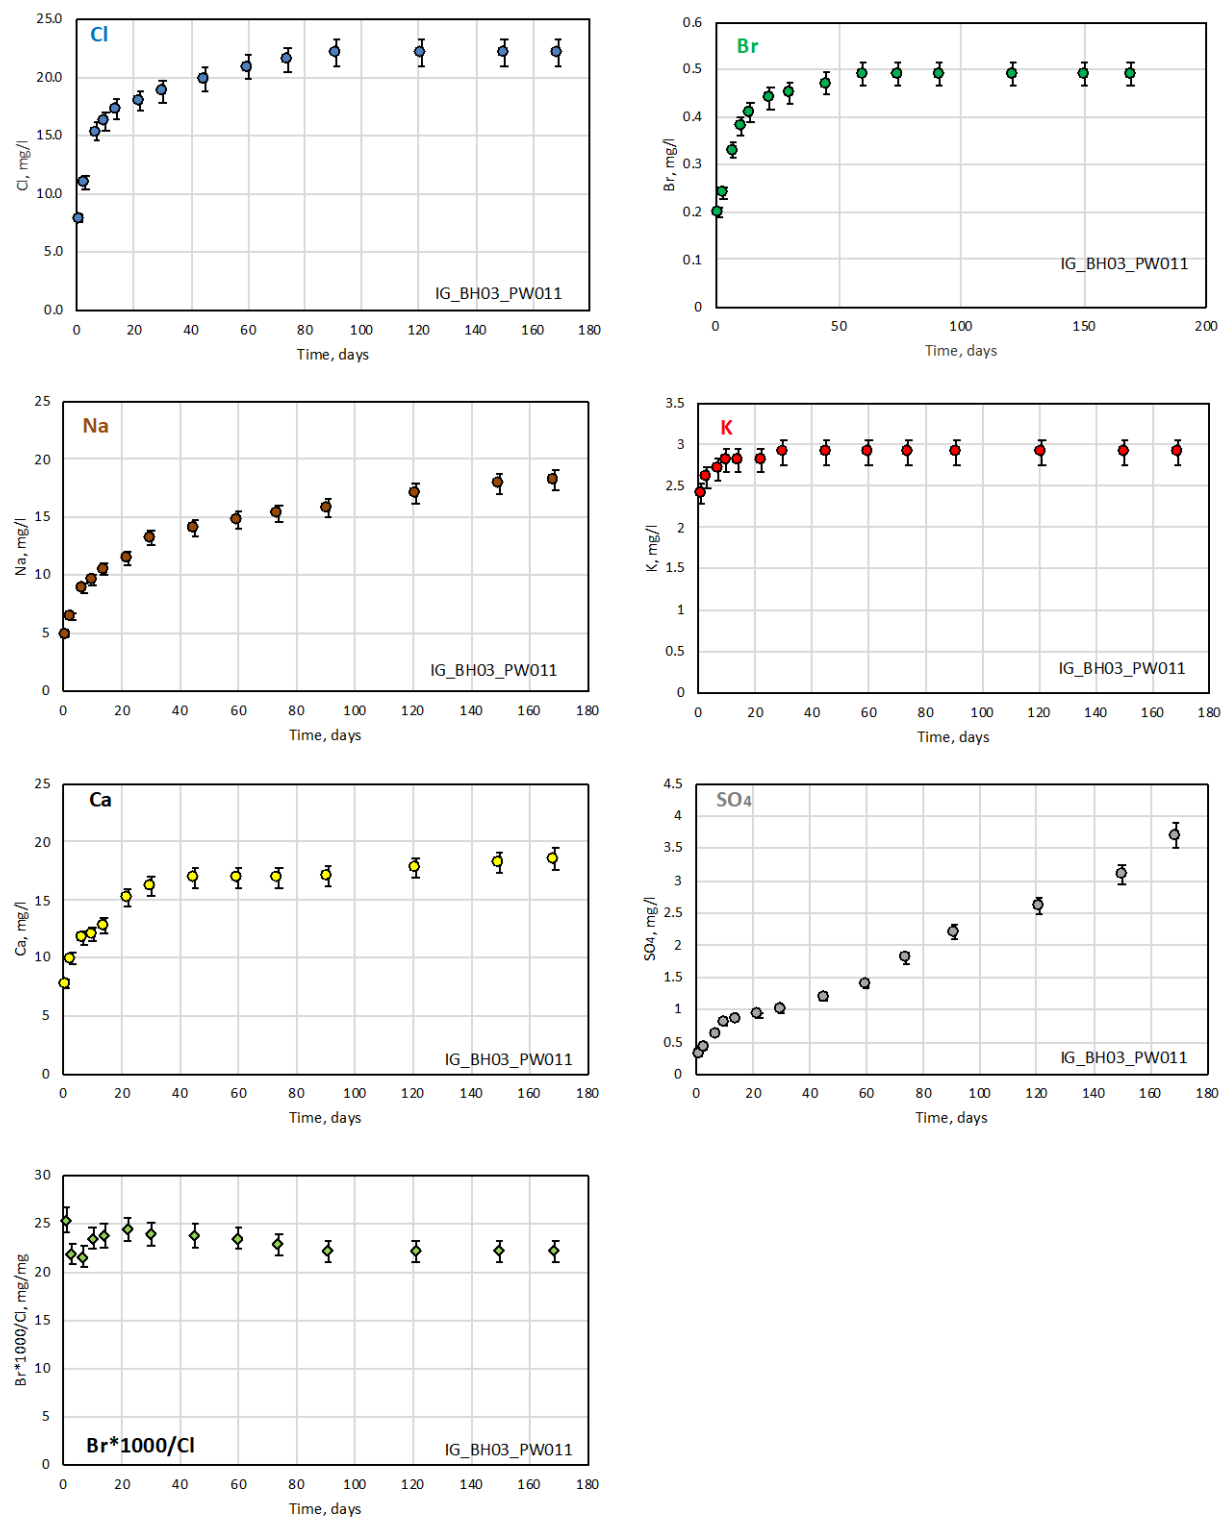 Cl
25.0
20.0
15.0
10.0
5.0
0.0
Cl, mg/l
IG_BH03_PW011
0 20 40 60 80 100 120 140 160 180
Time, days
Br
0.6
0.5
0.4
0.3
0.2
0.1
0
Br, mg/l
IG_BH03_PW011
0 50 100 150 200
Time, days
Na
25
20
15
10
5
0
Na, mg/l
IG_BH03_PW011
0 20 40 60 80 100 120 140 160 180
Time, days
K
3.5
3
2.5
2
1.5
1
0.5
0
K, mg/l
IG_BH03_PW011
0 20 40 60 80 100 120 140 160 180
Time, days
Ca
25
20
15
10
5
0
Ca, mg/l
IG_BH03_PW011
0 20 40 60 80 100 120 140 160 180
Time, days
SO₄
4.5
4
3.5
3
2.5
2
1.5
1
0.5
0
SO₄, mg/l
IG_BH03_PW011
0 20 40 60 80 100 120 140 160 180
Time, days
30
25
20
15
10
5
0
Br*1000/Cl, mg/mg
Br*1000/Cl
IG_BH03_PW011
0 20 40 60 80 100 120 140 160 180
Time, days